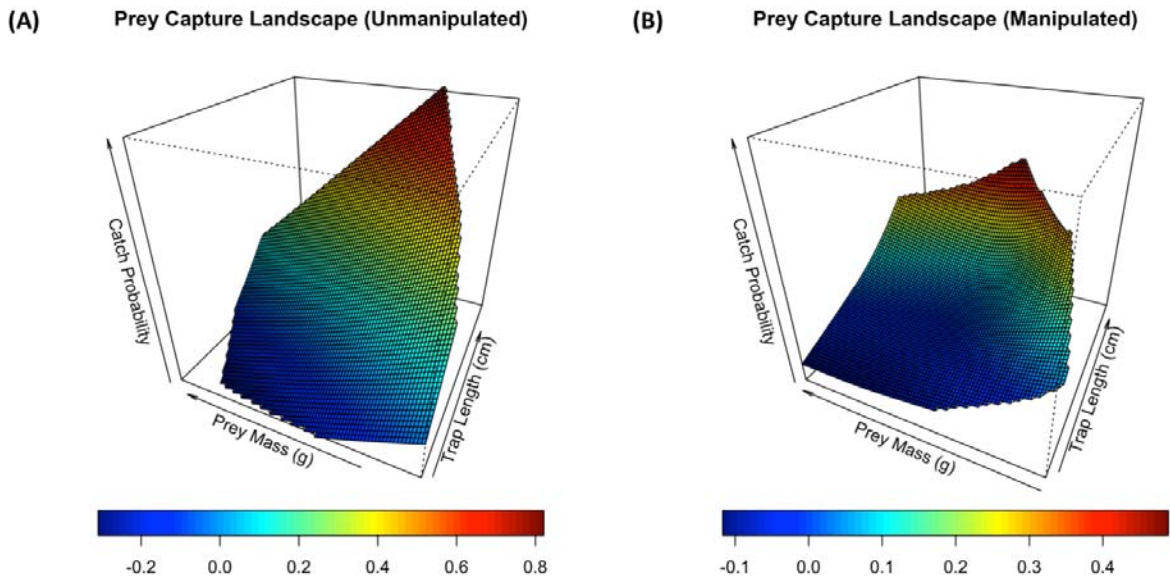 (A) Prey Capture Landscape (Unmanipulated)
Catch Probability
Prey Mass (g)
Trap Length (cm)
-0.2 0.0 0.2 0.4 0.6 0.8
(B) Prey Capture Landscape (Manipulated)
Catch Probability
Prey Mass (g)
Trap Length (cm)
-0.1 0.0 0.1 0.2 0.3 0.4